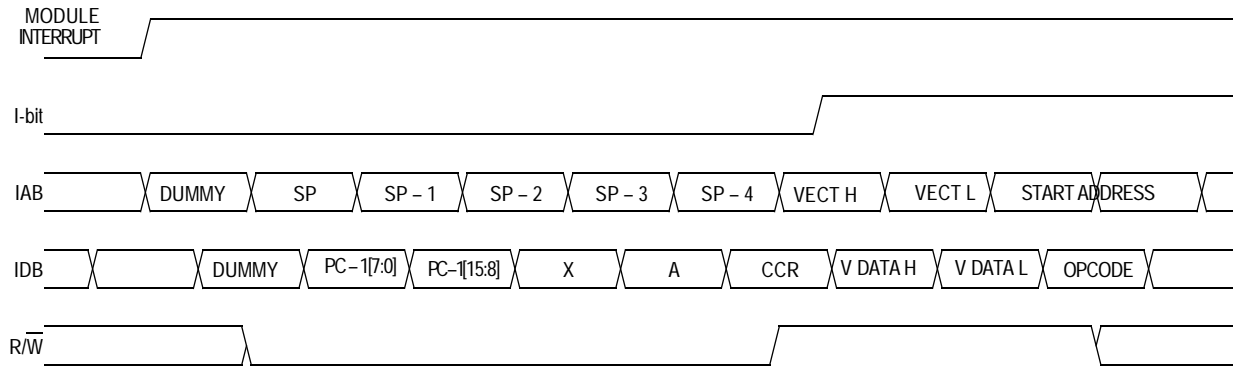 MODULE
INTERRUPT
I-bit
IAB DUMMY SP SP – 1 SP – 2 SP – 3 SP – 4 VECT H VECT L START ADDRESS
IDB DUMMY PC – 1[7:0] PC–1[15:8] X A CCR V DATA H V DATA L OPCODE
R/W̅